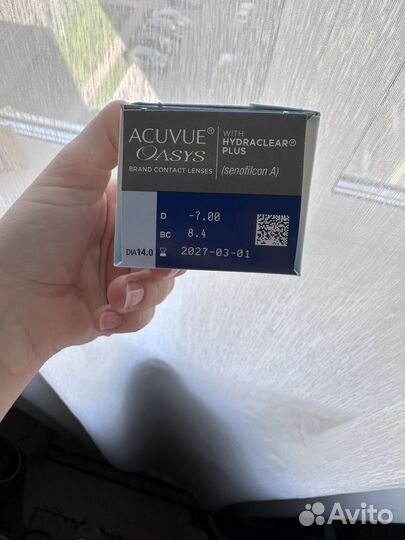 ACUVUE®
OASYS
BRAND CONTACT LENSES
WITH
HYDRACLEAR®
PLUS
(senofilcon A)
D -7.00
BC 8.4
DIA14.0 2027-03-01
Avito